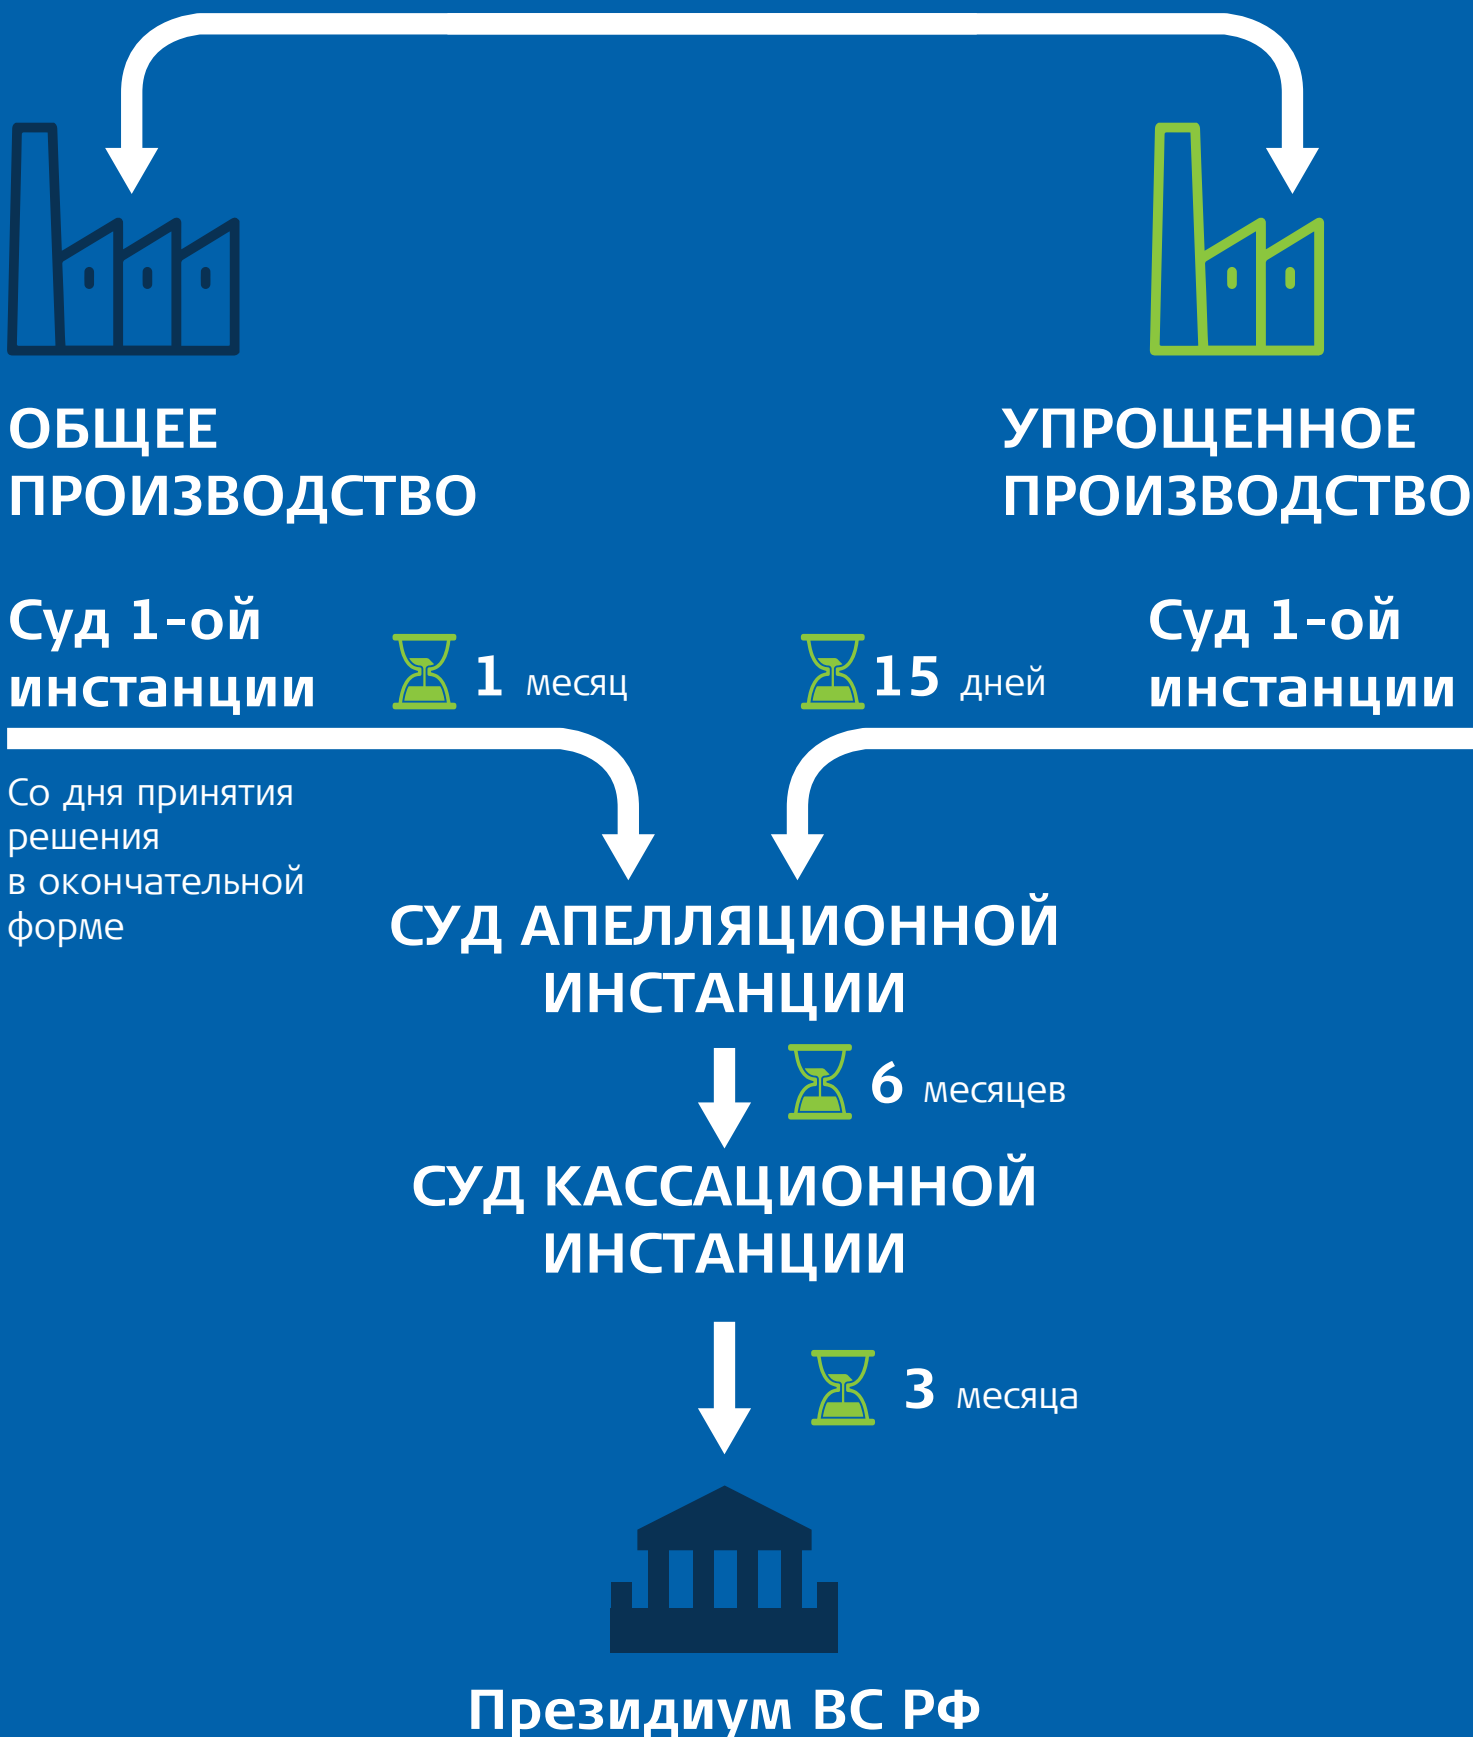 ОБЩЕЕ
ПРОИЗВОДСТВО
УПРОЩЕННОЕ
ПРОИЗВОДСТВО
Суд 1-ой
инстанции
1 месяц
15 дней
Суд 1-ой
инстанции
Со дня принятия
решения
в окончательной
форме
СУД АПЕЛЛЯЦИОННОЙ
ИНСТАНЦИИ
6 месяцев
СУД КАССАЦИОННОЙ
ИНСТАНЦИИ
3 месяца
Президиум ВС РФ